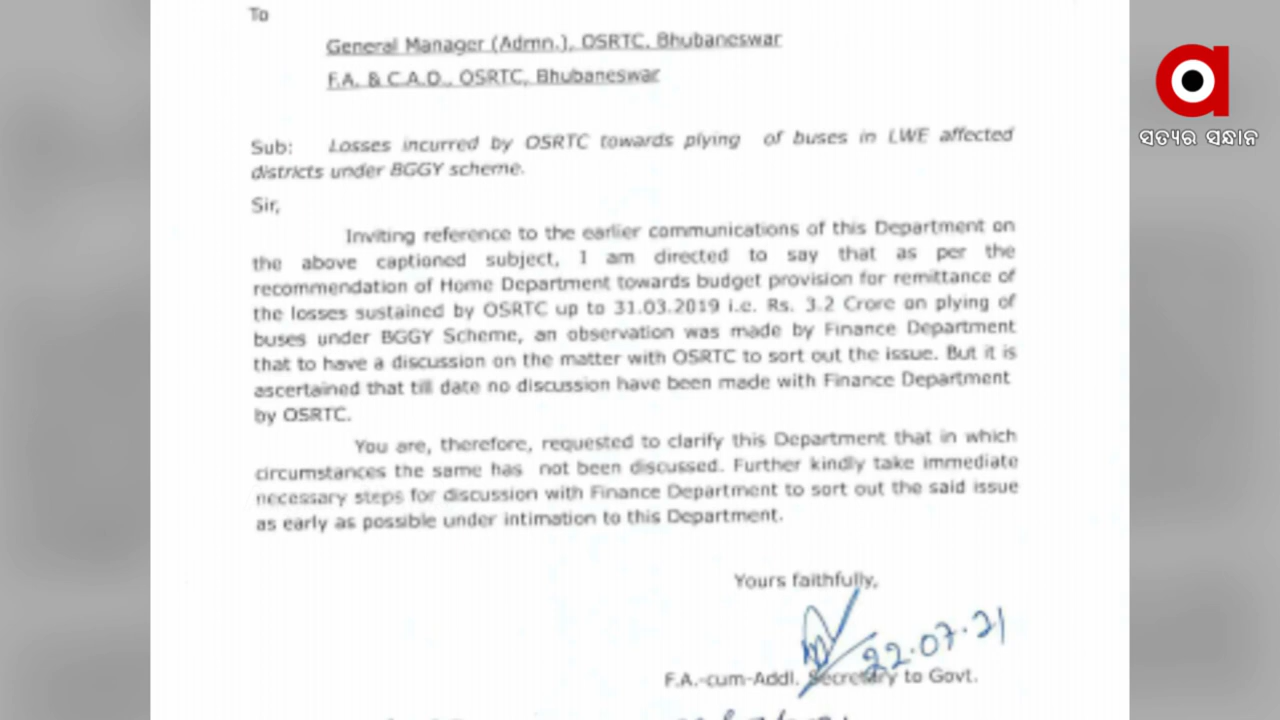 To
General Manager (Admn.), OSRTC, Bhubaneswar
F.A. & C.A.O., OSRTC, Bhubaneswar
ସତ୍ୟର ସନ୍ଧାନ
Sub: Losses incurred by OSRTC towards plying of buses in LWE affected
districts under BGGY scheme.
Sir,
Inviting reference to the earlier communications of this Department on
the above captioned subject, I am directed to say that as per the
recommendation of Home Department towards budget provision for remittance of
the losses sustained by OSRTC up to 31.03.2019 i.e. Rs. 3.2 Crore on plying of
buses under BGGY Scheme, an observation was made by Finance Department
that to have a discussion on the matter with OSRTC to sort out the issue. But it is
ascertained that till date no discussion have been made with Finance Department
by OSRTC.
You are, therefore, requested to clarify this Department that in which
circumstances the same has not been discussed. Further kindly take immediate
necessary steps for discussion with Finance Department to sort out the said issue
as early as possible under intimation to this Department.
Yours faithfully,
22.07.21
F.A.-cum-Addl. Secretary to Govt.